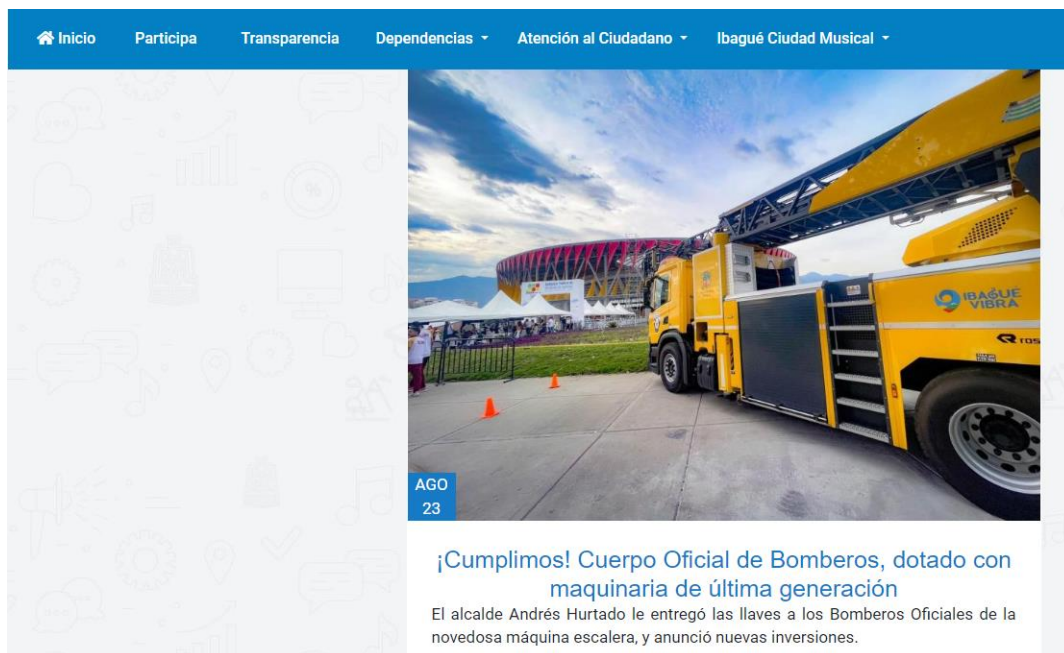 Inicio Participa Transparencia Dependencias Atención al Ciudadano Ibagué Ciudad Musical
IBAGUÉ
VIBRA
AGO
23
¡Cumplimos! Cuerpo Oficial de Bomberos, dotado con
maquinaria de última generación
El alcalde Andrés Hurtado le entregó las llaves a los Bomberos Oficiales de la
novedosa máquina escalera, y anunció nuevas inversiones.